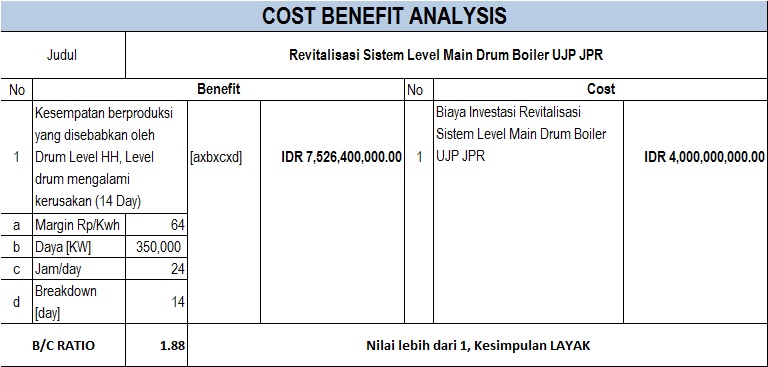 COST BENEFIT ANALYSIS
Judul Revitalisasi Sistem Level Main Drum Boiler UJP JPR
No Benefit No Cost
1 Kesempatan berproduksi yang disebabkan oleh Drum Level HH, Level drum mengalami kerusakan (14 Day) [axbxcxd] IDR 7,526,400,000.00 1 Biaya Investasi Revitalisasi Sistem Level Main Drum Boiler UJP JPR IDR 4,000,000,000.00
a Margin Rp/Kwh 64
b Daya [KW] 350,000
c Jam/day 24
d Breakdown [day] 14
B/C RATIO 1.88 Nilai lebih dari 1, Kesimpulan LAYAK